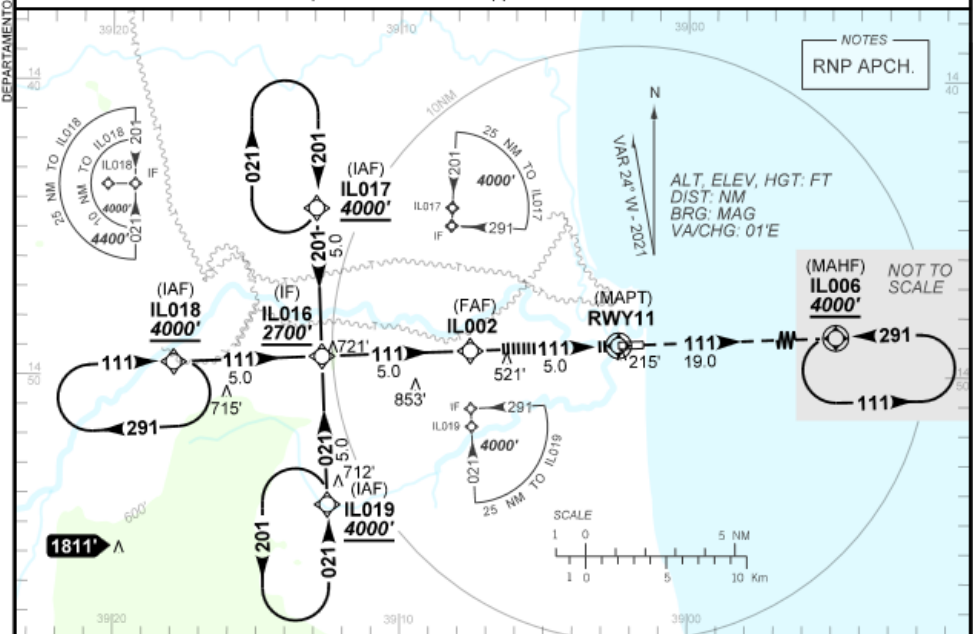 DEPARTAMENTO
39 20
39 10
39 00
NOTES
RNP APCH.
14
40
14
40
10NM
N
VAR 24° W - 2021
ALT, ELEV, HGT: FT
DIST: NM
BRG: MAG
VA/CHG: 01'E
25 NM TO IL018
10 NM TO IL018
201
IL018
IF
4000'
4400'
021
021
201
(IAF)
IL017
4000'
201
5.0
25 NM TO IL017
201
4000'
IL017
IF
291
(IAF)
IL018
4000'
(IF)
IL016
2700'
(FAF)
IL002
(MAPT)
RWY11
(MAHF)
IL006
4000'
NOT TO
SCALE
111
111
5.0
721'
111
5.0
111
5.0
521'
215'
111
19.0
291
111
14
50
14
50
291
715'
853'
021
5.0
712'
(IAF)
IL019
4000'
201
021
IF
291
IL019
4000'
021
25 NM TO IL019
600'
1811'
SCALE
1 0 5 NM
1 0 5 10 Km
39 20
39 10
39 00